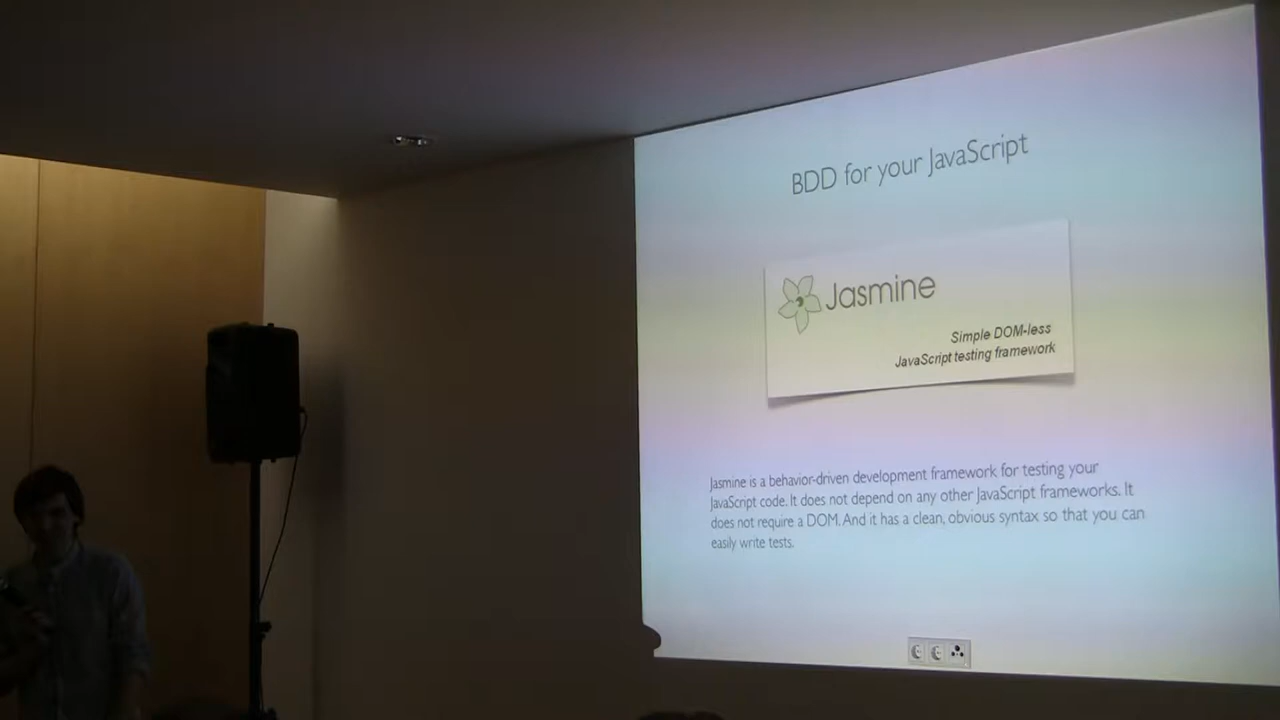 BDD for your JavaScript
Jasmine
Simple DOM-less
JavaScript testing framework
Jasmine is a behavior-driven development framework for testing your
JavaScript code. It does not depend on any other JavaScript frameworks. It
does not require a DOM. And it has a clean, obvious syntax so that you can
easily write tests.